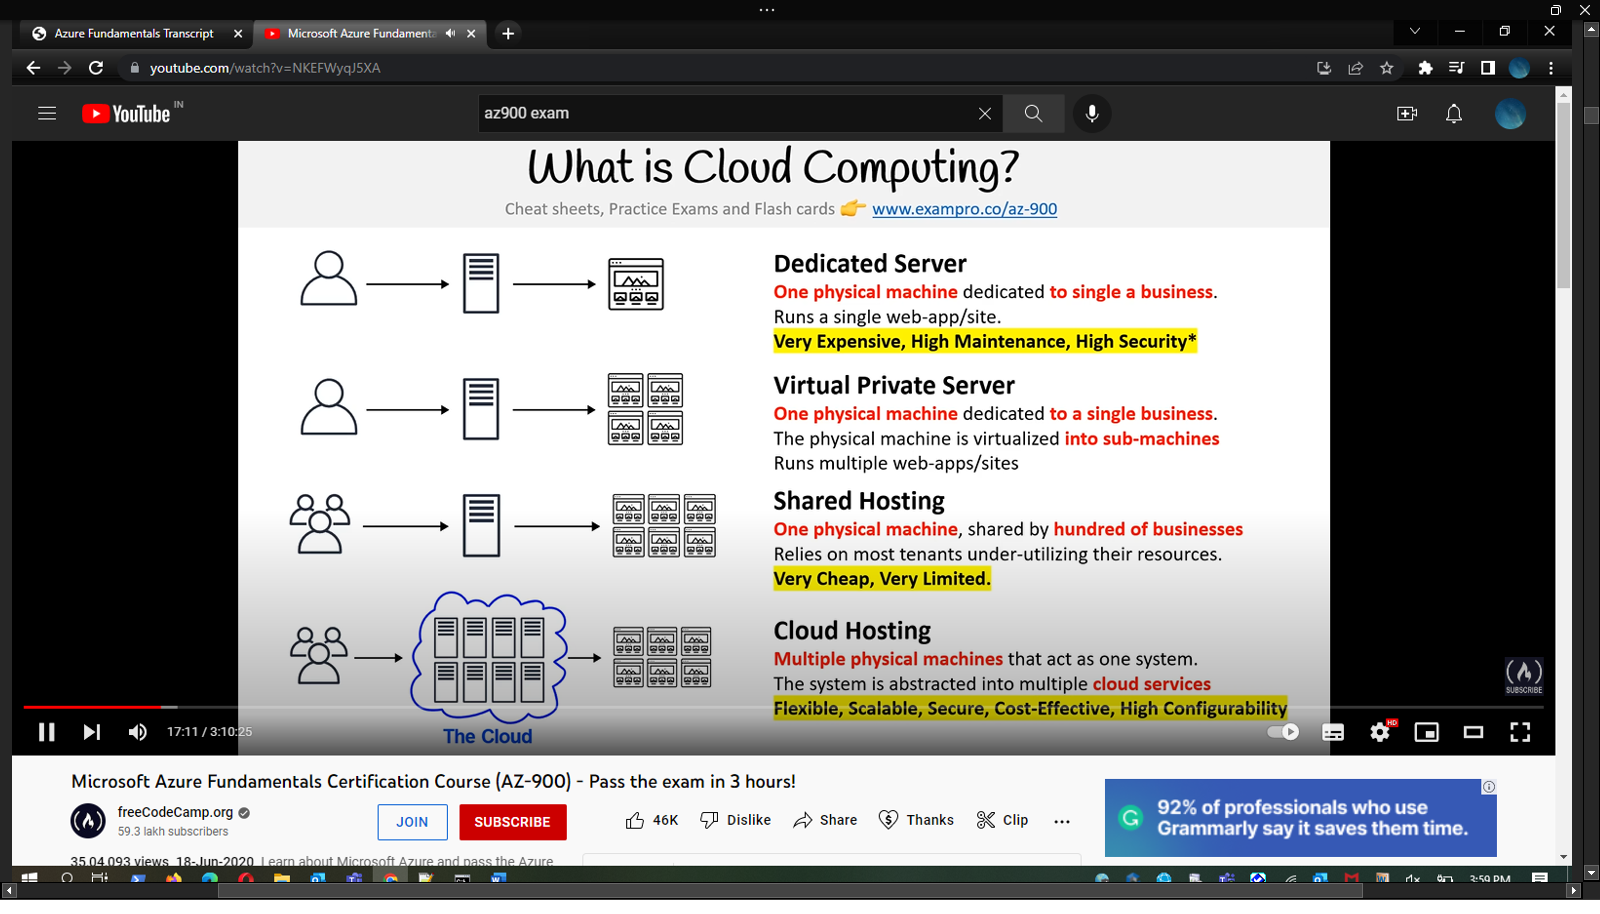 Azure Fundamentals Transcript
Microsoft Azure Fundamenta
youtube.com/watch?v=NKEFWyqJ5XA
YouTube IN
az900 exam
What is Cloud Computing?
Cheat sheets, Practice Exams and Flash cards 👉 www.exampro.co/az-900
Dedicated Server
One physical machine dedicated to single a business.
Runs a single web-app/site.
Very Expensive, High Maintenance, High Security*
Virtual Private Server
One physical machine dedicated to a single business.
The physical machine is virtualized into sub-machines
Runs multiple web-apps/sites
Shared Hosting
One physical machine, shared by hundred of businesses
Relies on most tenants under-utilizing their resources.
Very Cheap, Very Limited.
Cloud Hosting
Multiple physical machines that act as one system.
The system is abstracted into multiple cloud services
Flexible, Scalable, Secure, Cost-Effective, High Configurability
The Cloud
SUBSCRIBE
17:11 / 3:10:25
HD
Microsoft Azure Fundamentals Certification Course (AZ-900) - Pass the exam in 3 hours!
freeCodeCamp.org
59.3 lakh subscribers
JOIN
SUBSCRIBE
46K
Dislike
Share
Thanks
Clip
92% of professionals who use
Grammarly say it saves them time.
35,04,093 views 18-Jun-2020 Learn about Microsoft Azure and pass the Azure
3:59 PM